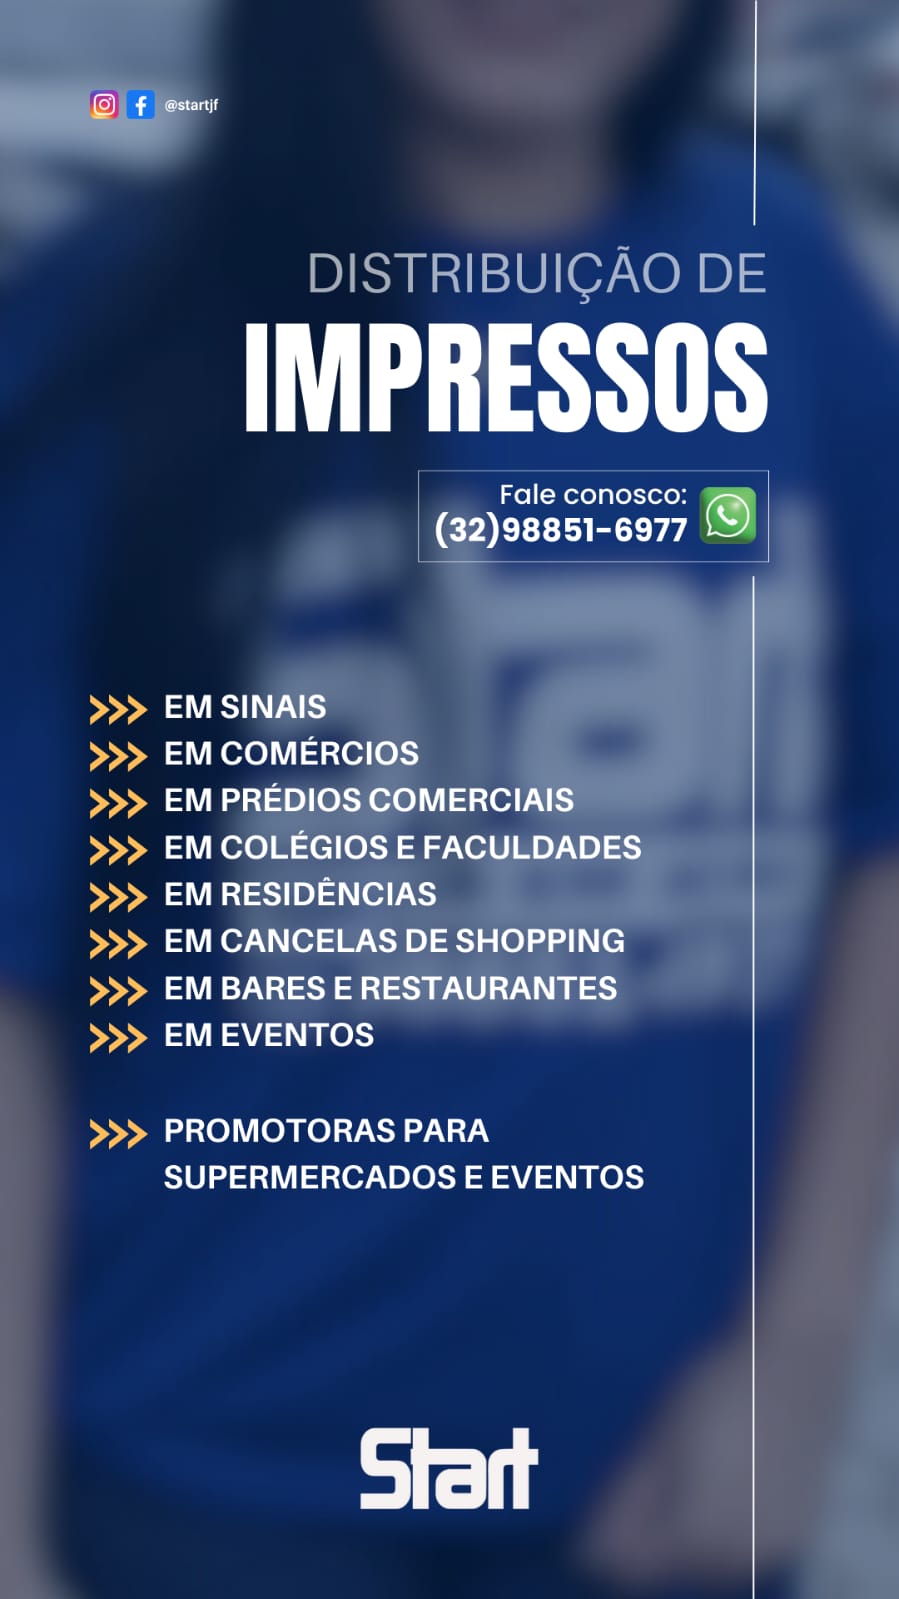 @startjf
DISTRIBUIÇÃO DE
IMPRESSOS
Fale conosco:
(32)98851-6977
>>> EM SINAIS
>>> EM COMÉRCIOS
>>> EM PRÉDIOS COMERCIAIS
>>> EM COLÉGIOS E FACULDADES
>>> EM RESIDÊNCIAS
>>> EM CANCELAS DE SHOPPING
>>> EM BARES E RESTAURANTES
>>> EM EVENTOS
>>> PROMOTORAS PARA
SUPERMERCADOS E EVENTOS
Start